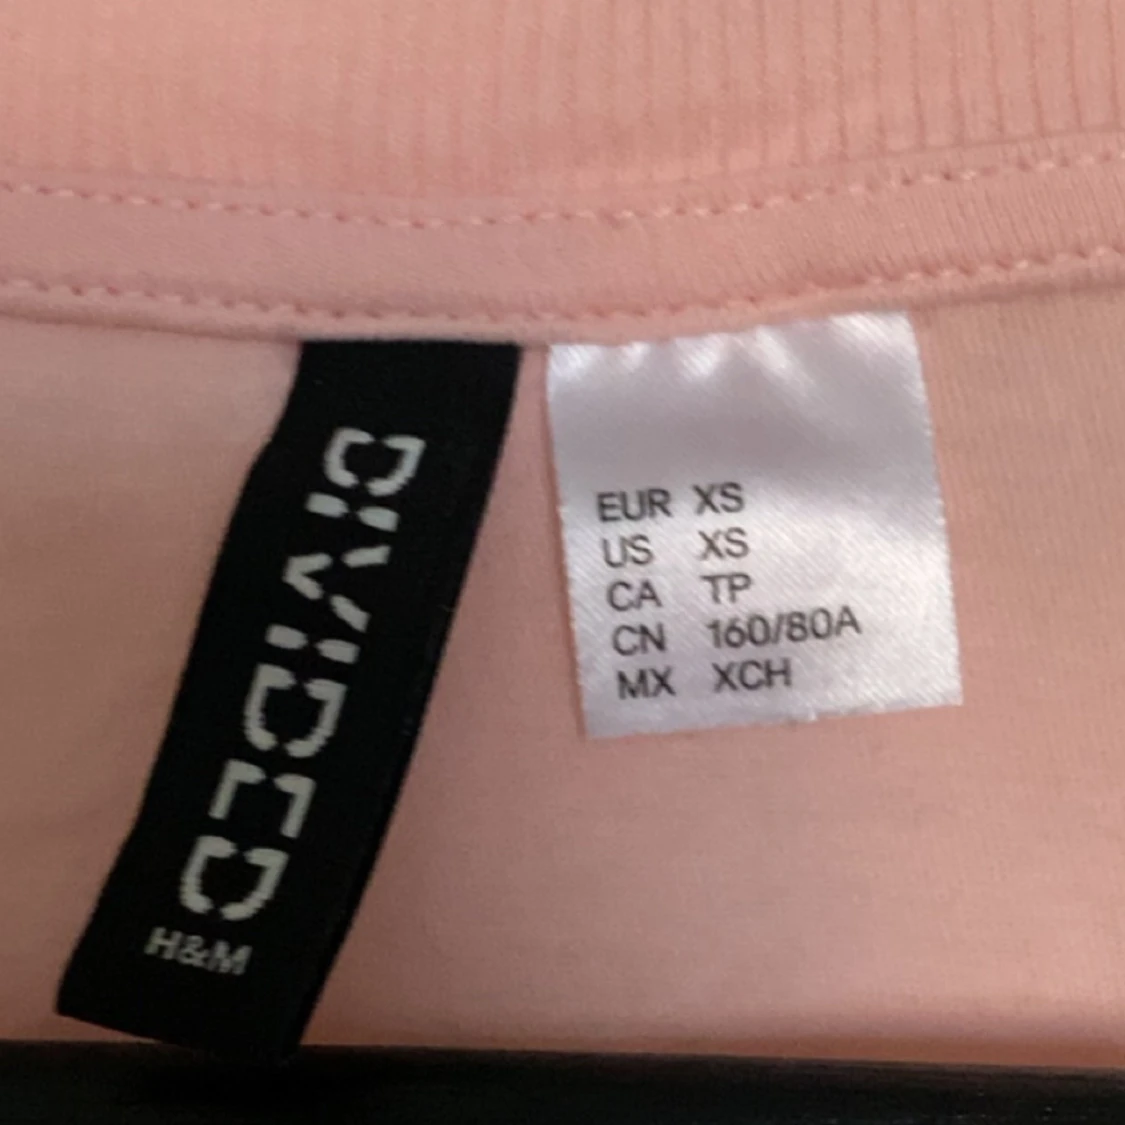 DIVIDED
H&M
EUR XS
US XS
CA TP
CN 160/80A
MX XCH